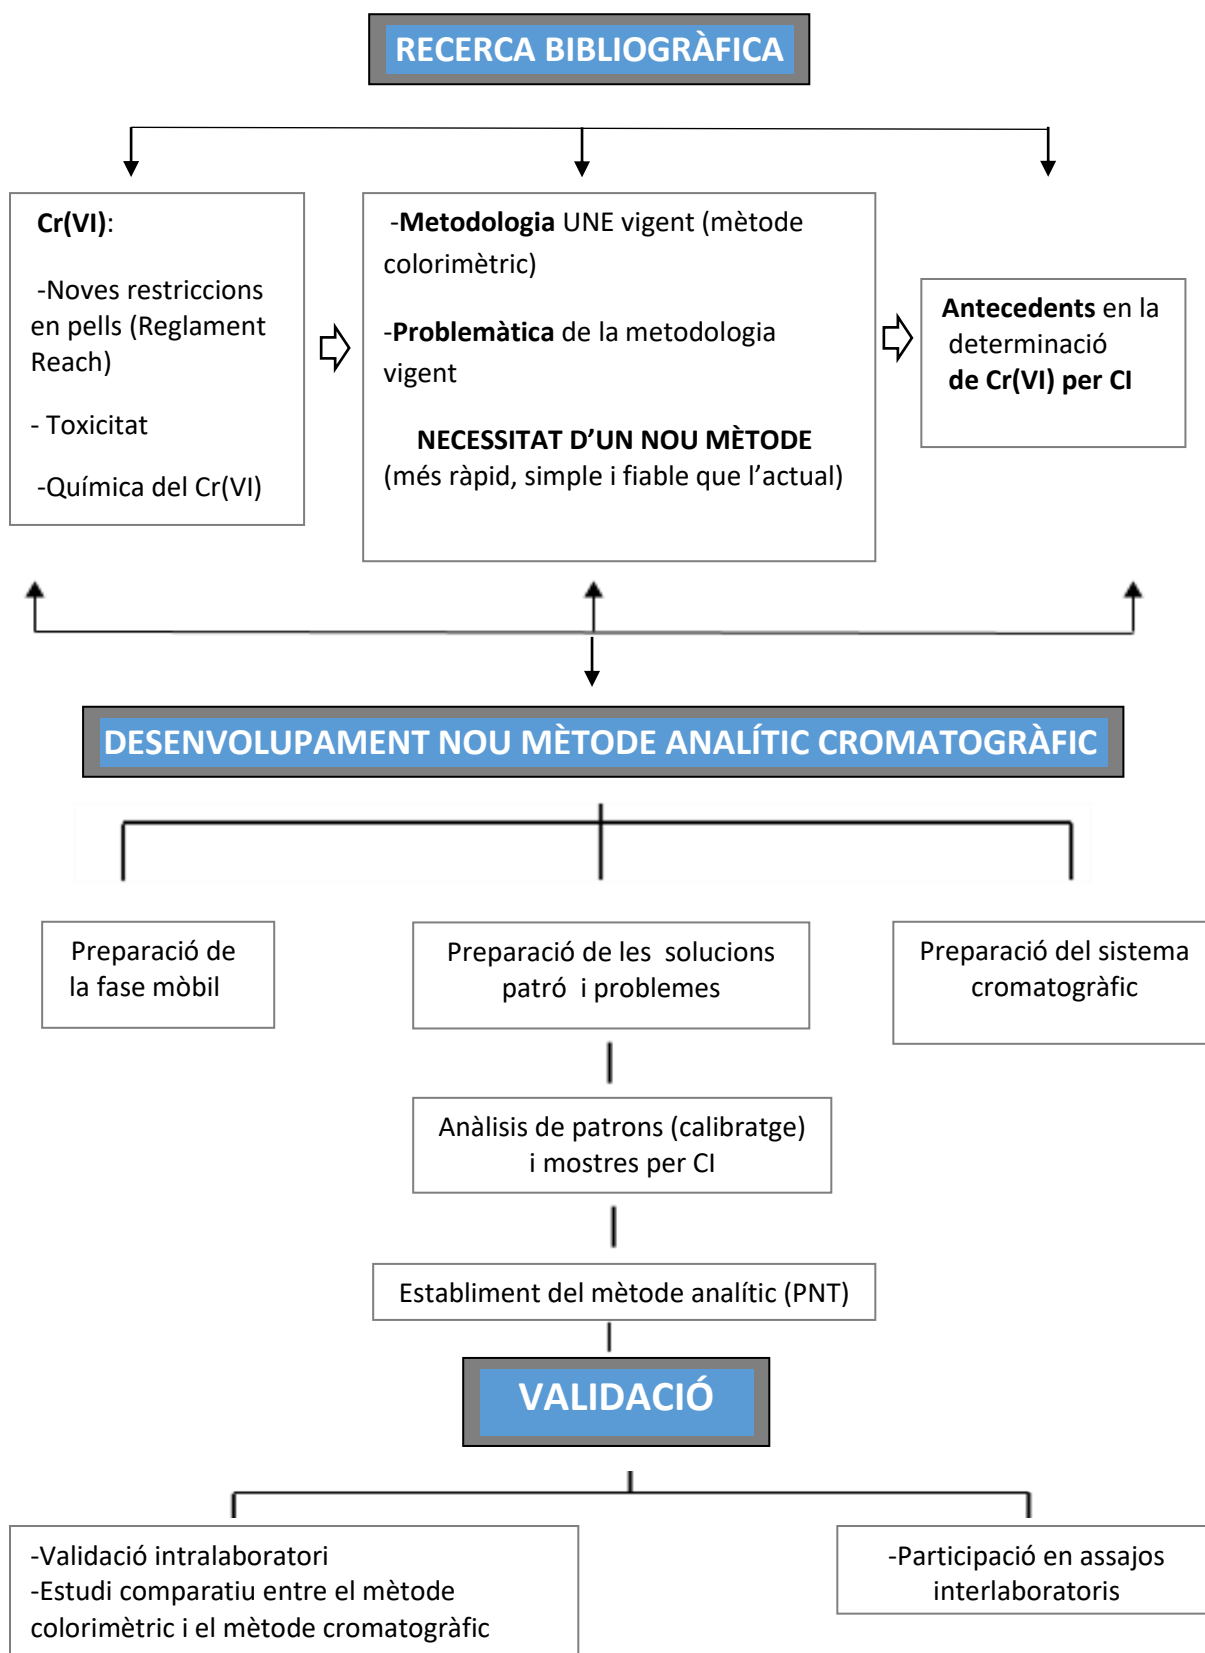 RECERCA BIBLIOGRÀFICA
Cr(VI):
-Noves restriccions
en pells (Reglament
Reach)
- Toxicitat
-Química del Cr(VI)
-Metodologia UNE vigent (mètode
colorimètric)
-Problemàtica de la metodologia
vigent
NECESSITAT D’UN NOU MÈTODE
(més ràpid, simple i fiable que l’actual)
Antecedents en la
determinació
de Cr(VI) per CI
DESENVOLUPAMENT NOU MÈTODE ANALÍTIC CROMATOGRÀFIC
Preparació de
la fase mòbil
Preparació de les solucions
patró i problemes
Preparació del sistema
cromatogràfic
Anàlisis de patrons (calibratge)
i mostres per CI
Establiment del mètode analític (PNT)
VALIDACIÓ
-Validació intralaboratori
-Estudi comparatiu entre el mètode
colorimètric i el mètode cromatogràfic
-Participació en assajos
interlaboratoris